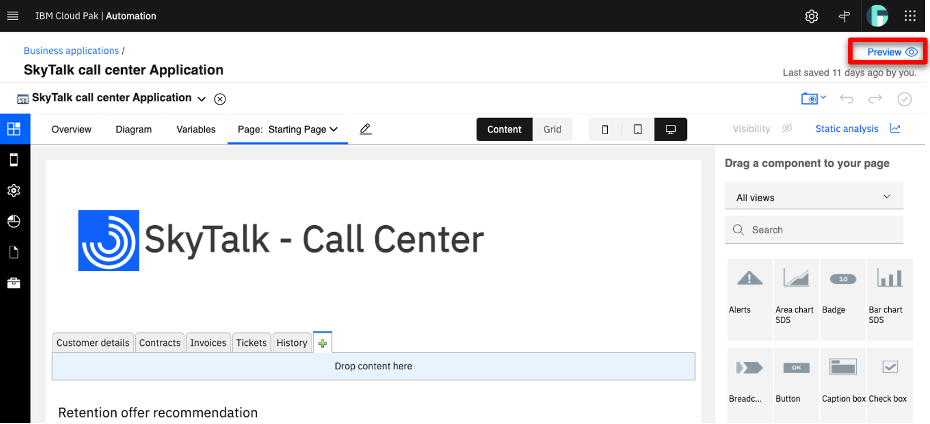 IBM Cloud Pak | Automation
Business applications /
Preview
SkyTalk call center Application
Last saved 11 days ago by you.
SkyTalk call center Application
Overview
Diagram
Variables
Page: Starting Page
Content
Grid
Visibility
Static analysis
Drag a component to your page
All views
Search
SkyTalk - Call Center
10
Alerts
Area chart
SDS
Badge
Bar chart
SDS
Customer details
Contracts
Invoices
Tickets
History
Drop content here
OK
Breadc...
Button
Caption box
Check box
Retention offer recommendation